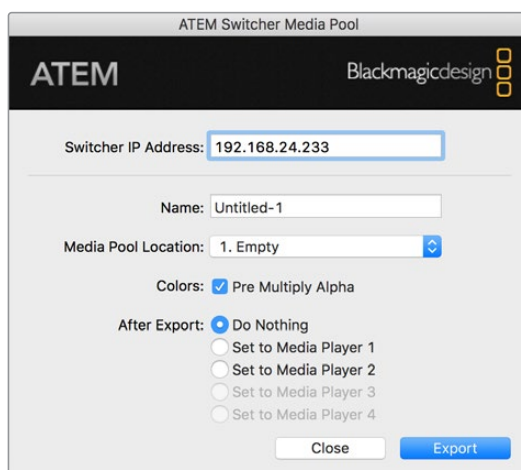 ATEM Switcher Media Pool
ATEM Blackmagicdesign
Switcher IP Address: 192.168.24.233
Name: Untitled-1
Media Pool Location: 1. Empty
Colors: Pre Multiply Alpha
After Export: Do Nothing
Set to Media Player 1
Set to Media Player 2
Set to Media Player 3
Set to Media Player 4
Close Export